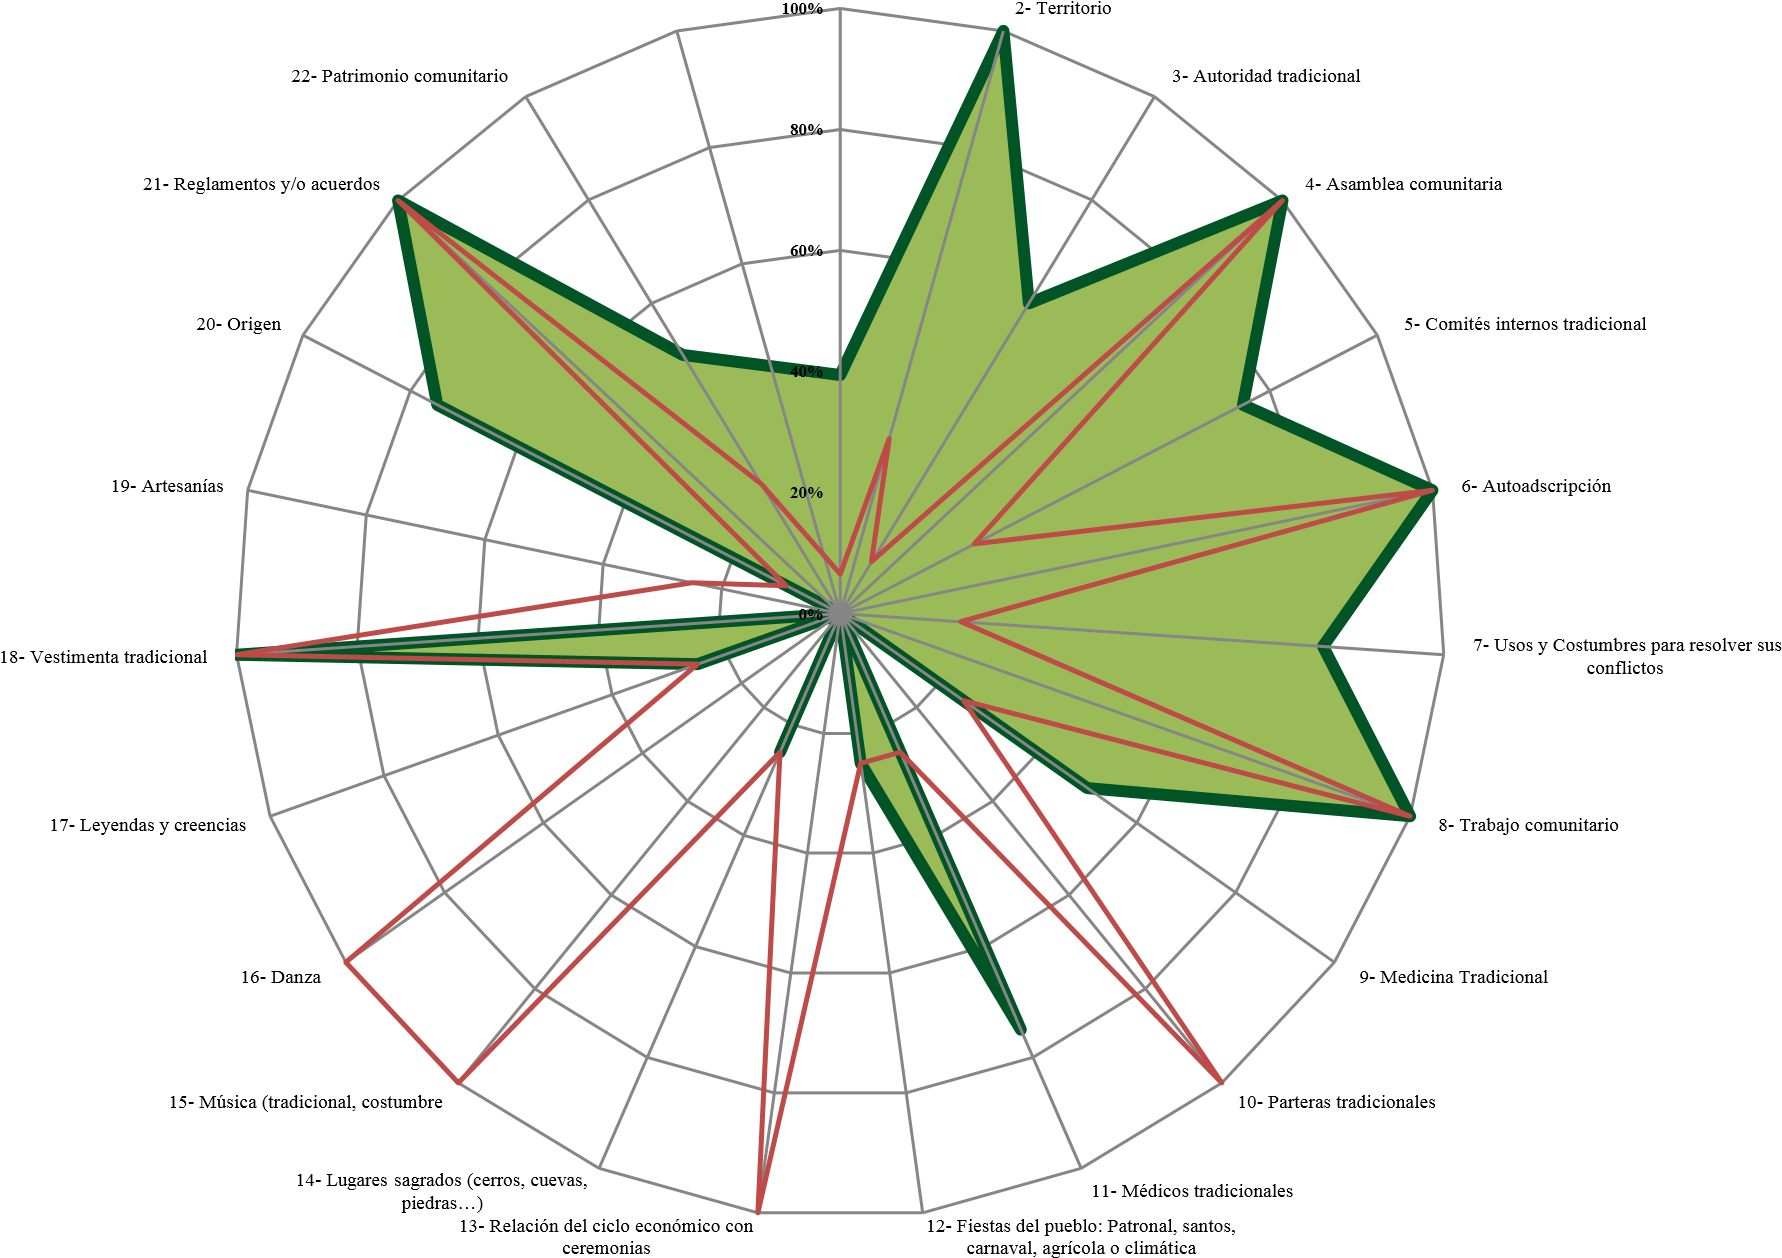 100%
80%
60%
40%
20%
0%
2- Territorio
3- Autoridad tradicional
4- Asamblea comunitaria
5- Comités internos tradicional
6- Autoadscripción
7- Usos y Costumbres para resolver sus
conflictos
8- Trabajo comunitario
9- Medicina Tradicional
10- Parteras tradicionales
11- Médicos tradicionales
12- Fiestas del pueblo: Patronal, santos,
carnaval, agrícola o climática
13- Relación del ciclo económico con
ceremonias
14- Lugares sagrados (cerros, cuevas,
piedras…)
15- Música (tradicional, costumbre
16- Danza
17- Leyendas y creencias
18- Vestimenta tradicional
19- Artesanías
20- Origen
21- Reglamentos y/o acuerdos
22- Patrimonio comunitario